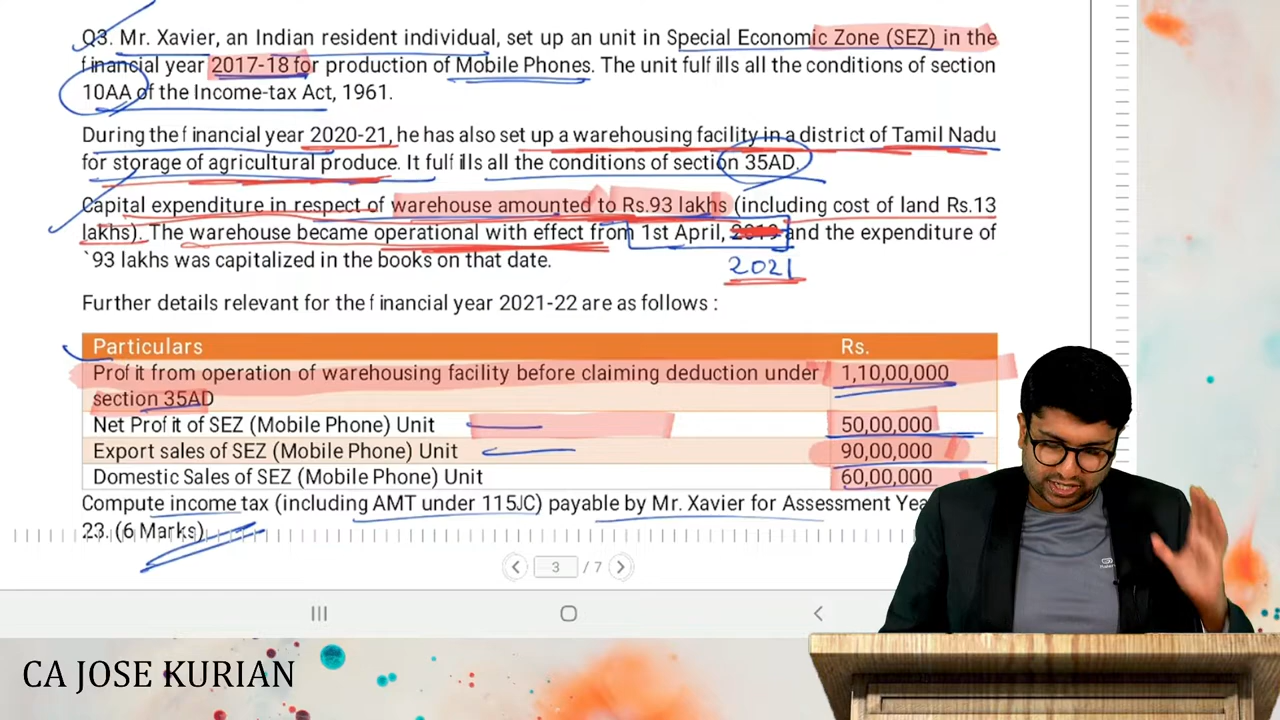 Q3. Mr. Xavier, an Indian resident individual, set up an unit in Special Economic Zone (SEZ) in the
financial year 2017-18 for production of Mobile Phones. The unit fulfills all the conditions of section
10AA of the Income-tax Act, 1961.
During the financial year 2020-21, he has also set up a warehousing facility in a district of Tamil Nadu
for storage of agricultural produce. It fulfills all the conditions of section 35AD.
Capital expenditure in respect of warehouse amounted to Rs.93 lakhs (including cost of land Rs.13
lakhs). The warehouse become operational with effect from 1st April, 2019 and the expenditure of
`93 lakhs was capitalized in the books on that date.
2021
Further details relevant for the financial year 2021-22 are as follows :
Particulars Rs.
Profit from operation of warehousing facility before claiming deduction under 1,10,00,000
section 35AD
Net Profit of SEZ (Mobile Phone) Unit 50,00,000
Export sales of SEZ (Mobile Phone) Unit 90,00,000
Domestic Sales of SEZ (Mobile Phone) Unit 60,00,000
Compute income tax (including AMT under 115JC) payable by Mr. Xavier for Assessment
23. (6 Marks)
3 / 7
CA JOSE KURIAN